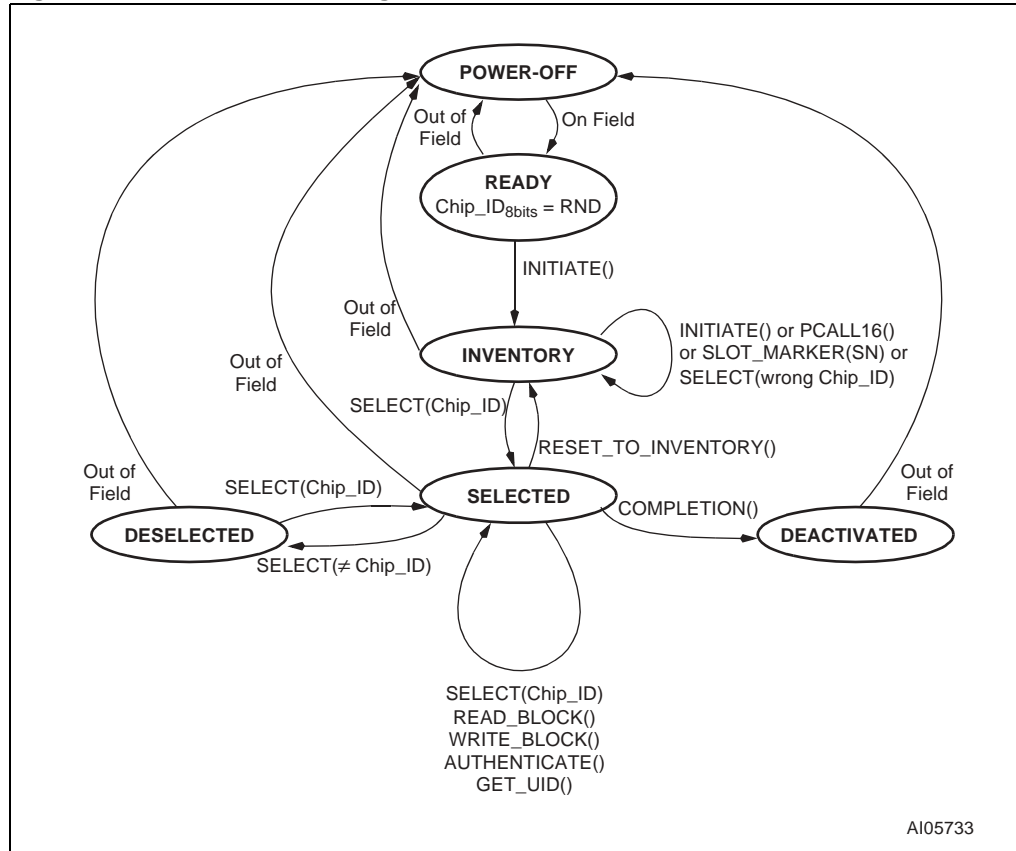 POWER-OFF
Out of
Field
On Field
READY
Chip_ID8bits = RND
INITIATE()
Out of
Field
INVENTORY
INITIATE() or PCALL16()
or SLOT_MARKER(SN) or
SELECT(wrong Chip_ID)
Out of
Field
SELECT(Chip_ID)
RESET_TO_INVENTORY()
Out of
Field
SELECT(Chip_ID)
SELECTED
COMPLETION()
Out of
Field
DESELECTED
DEACTIVATED
SELECT(≠ Chip_ID)
SELECT(Chip_ID)
READ_BLOCK()
WRITE_BLOCK()
AUTHENTICATE()
GET_UID()
AI05733